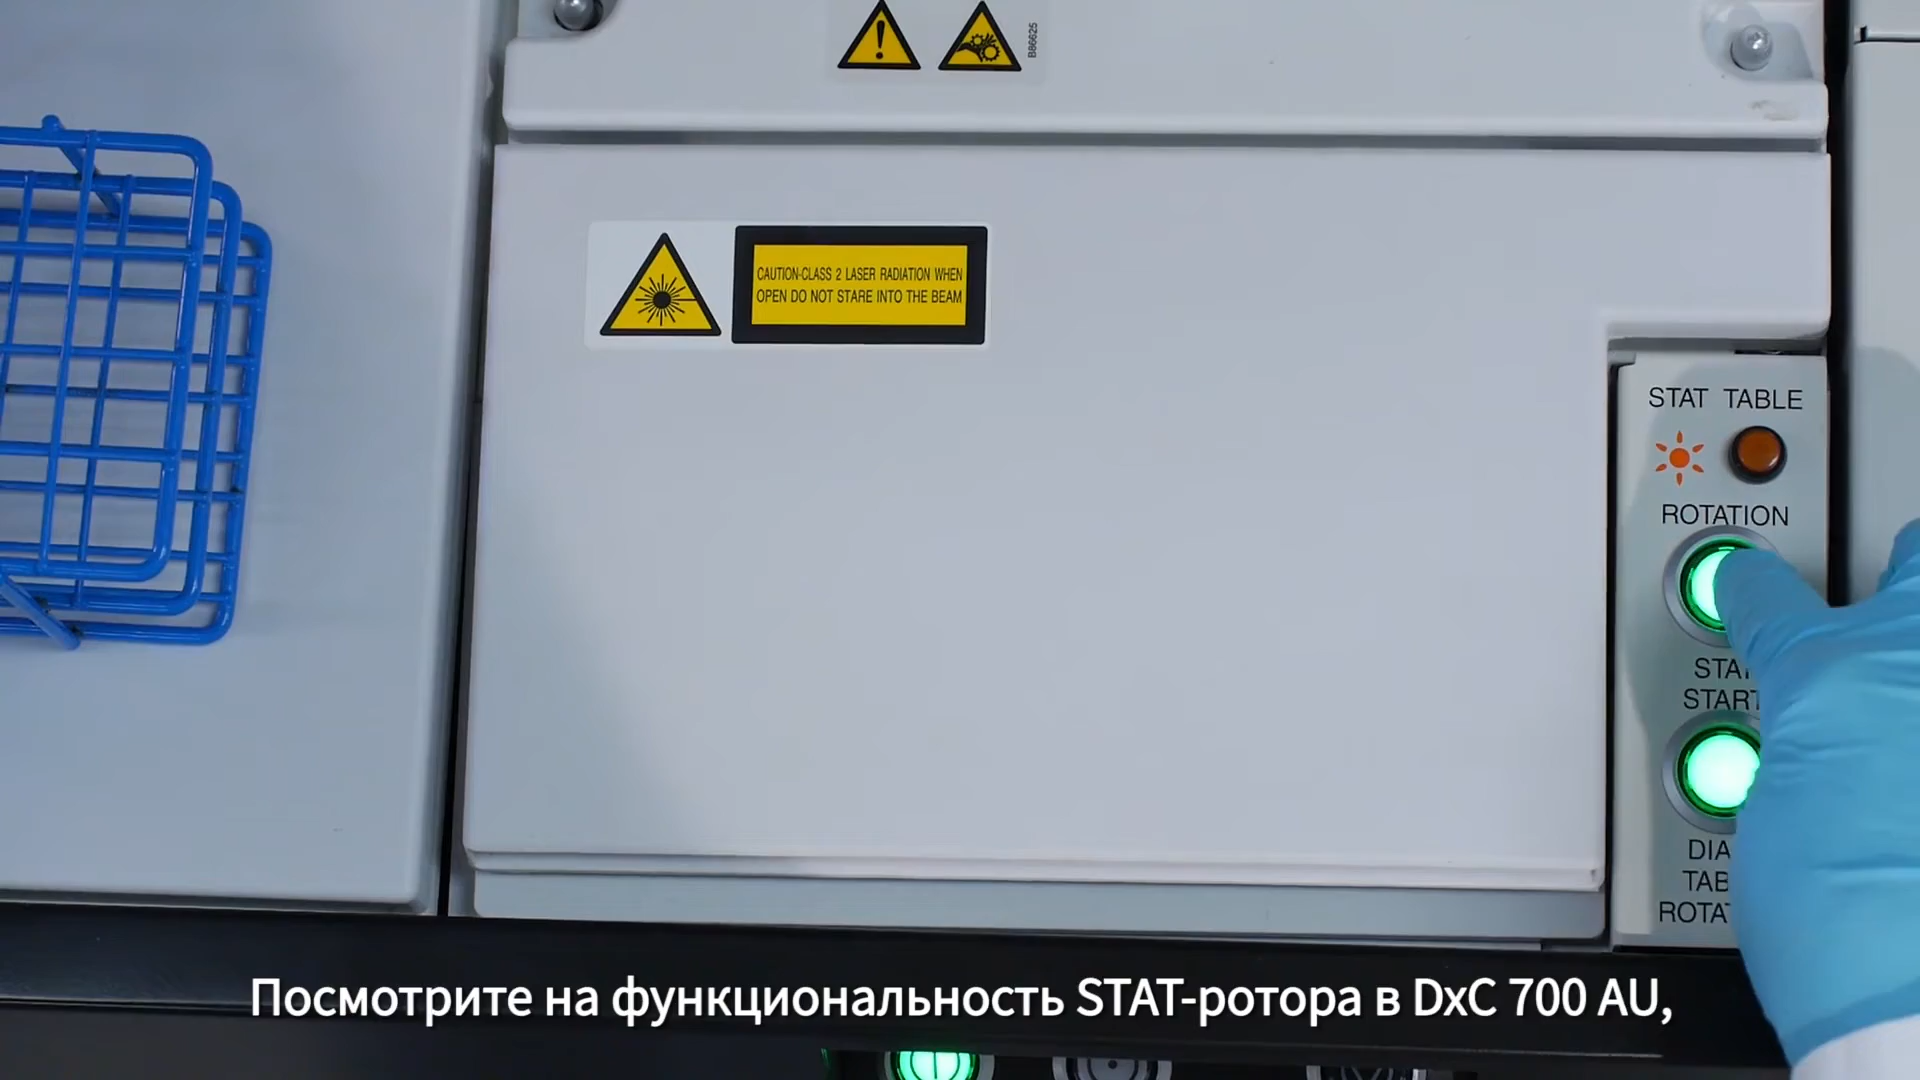 B86625
CAUTION-CLASS 2 LASER RADIATION WHEN
OPEN DO NOT STARE INTO THE BEAM
STAT TABLE
ROTATION
START
Посмотрите на функциональность STAT-ротора в DxC 700 AU,